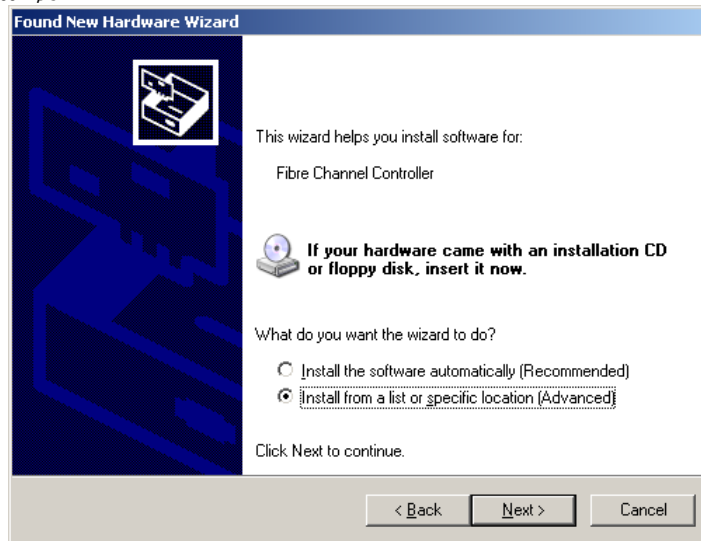 Found New Hardware Wizard
This wizard helps you install software for:
Fibre Channel Controller
If your hardware came with an installation CD
or floppy disk, insert it now.
What do you want the wizard to do?
Install the software automatically (Recommended)
Install from a list or specific location (Advanced)
Click Next to continue.
< Back Next > Cancel